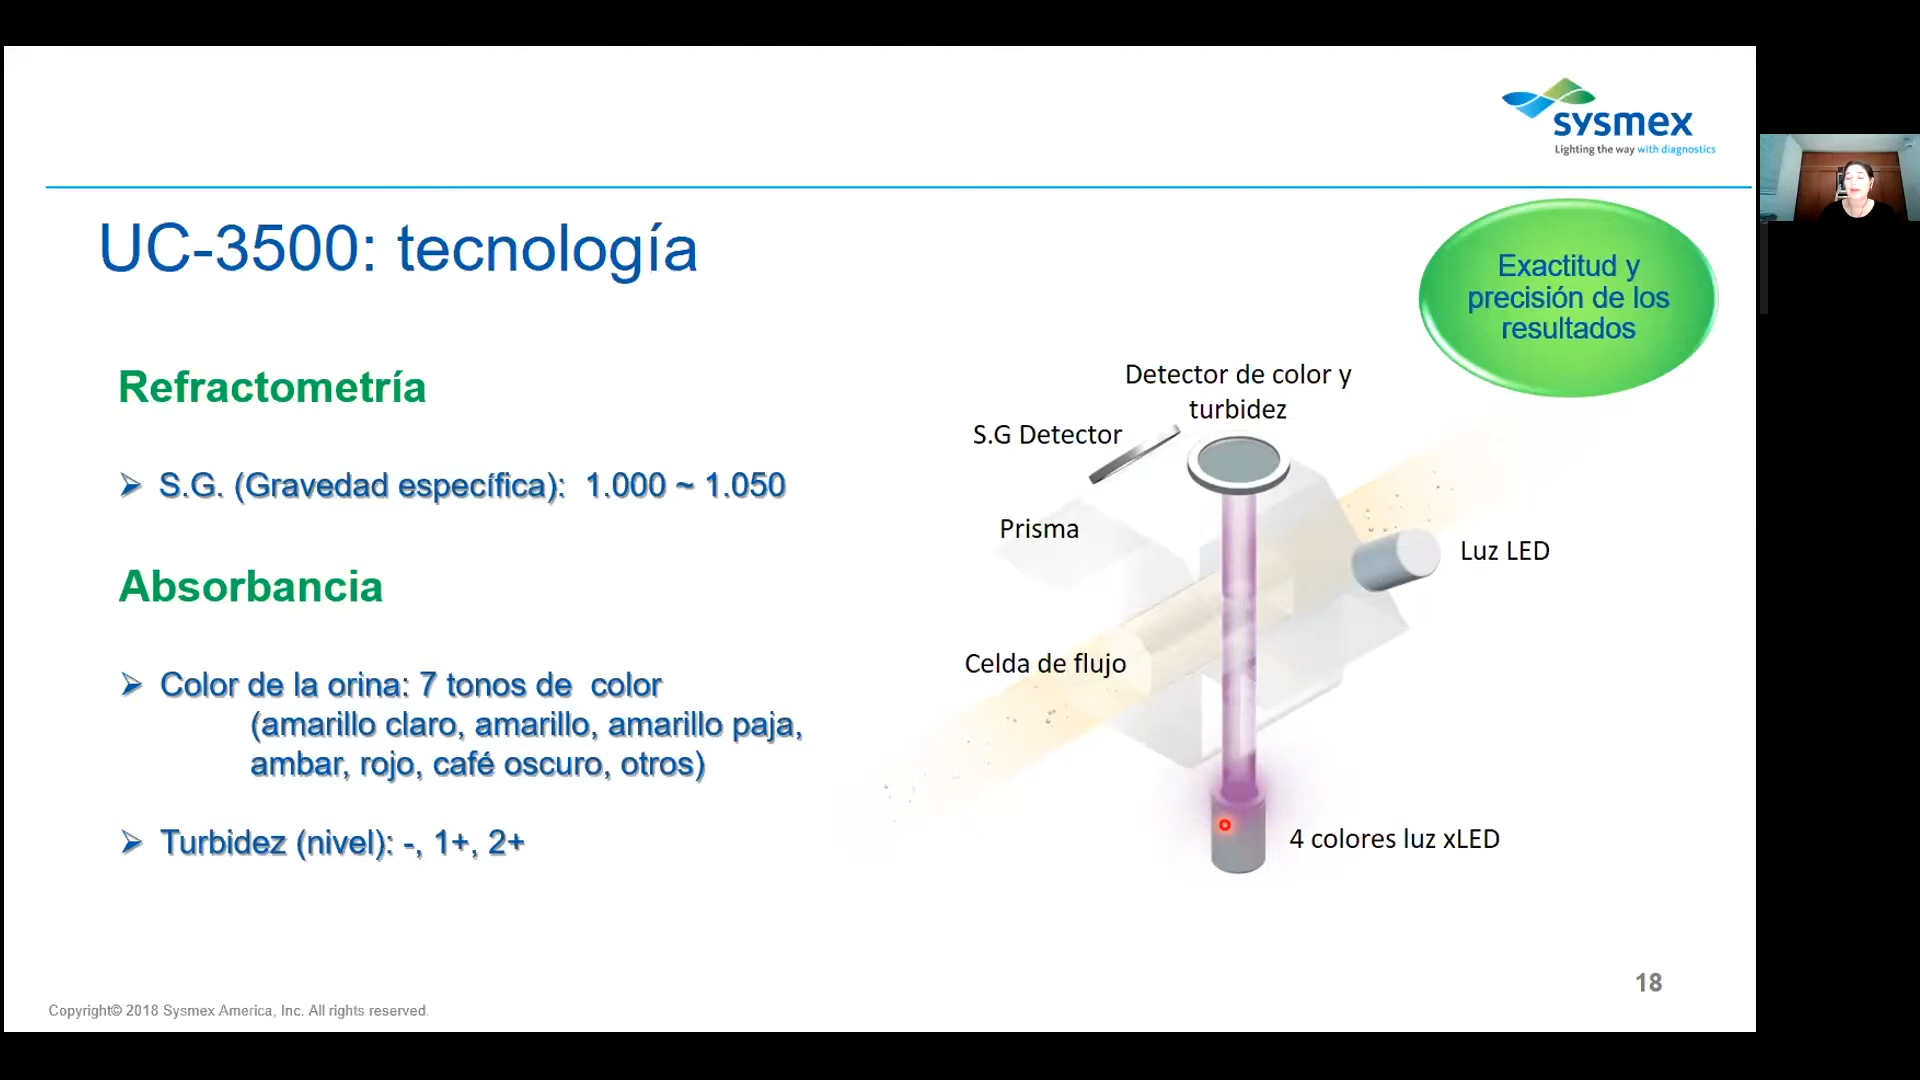 sysmex
Lighting the way with diagnostics
UC-3500: tecnología
Exactitud y
precisión de los
resultados
Refractometría
S.G. (Gravedad específica): 1.000 ~ 1.050
Absorbancia
Color de la orina: 7 tonos de color
(amarillo claro, amarillo, amarillo paja,
ambar, rojo, café oscuro, otros)
Turbidez (nivel): -, 1+, 2+
Detector de color y
turbidez
S.G Detector
Prisma
Luz LED
Celda de flujo
4 colores luz xLED
18
Copyright© 2018 Sysmex America, Inc. All rights reserved.